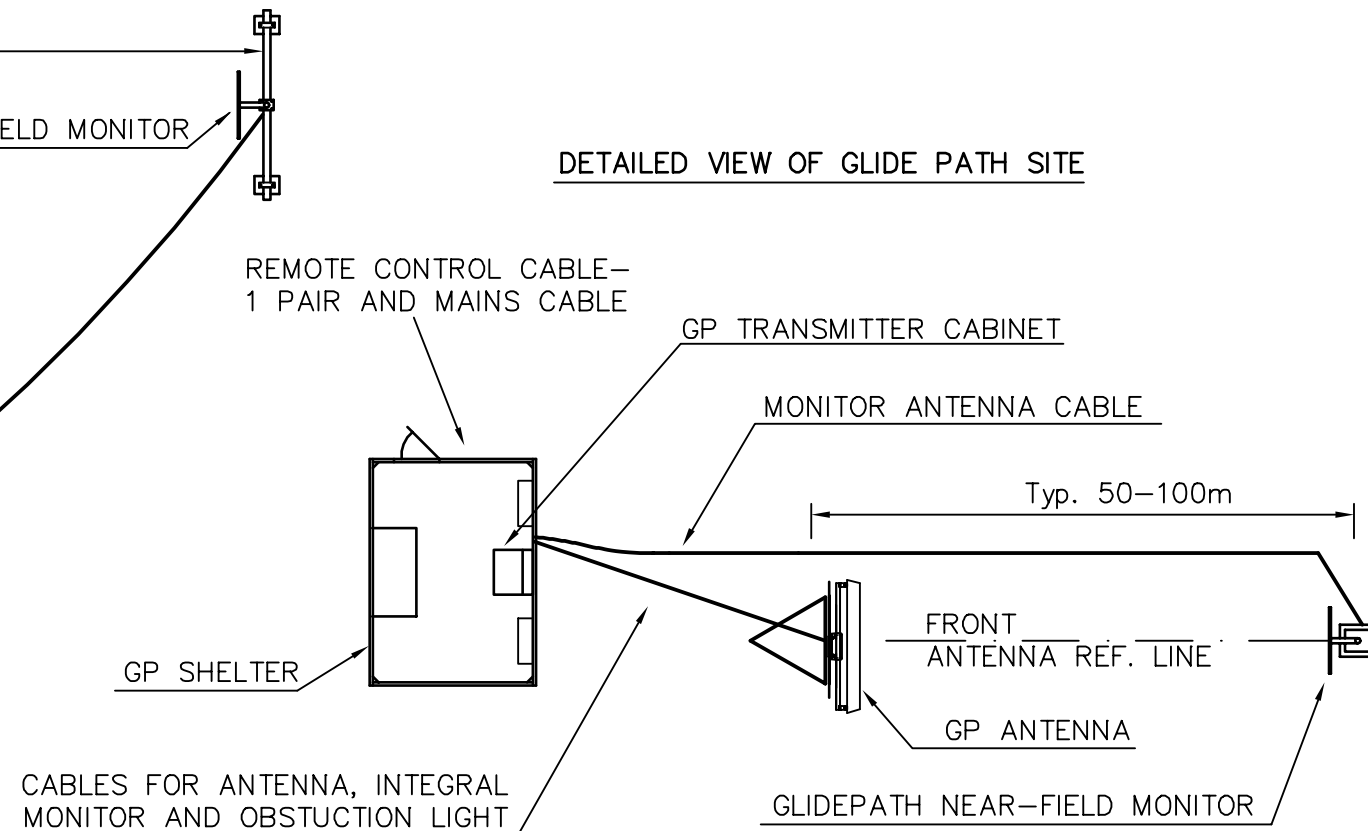 ELD MONITOR
DETAILED VIEW OF GLIDE PATH SITE
REMOTE CONTROL CABLE-
1 PAIR AND MAINS CABLE
GP TRANSMITTER CABINET
MONITOR ANTENNA CABLE
Typ. 50-100m
FRONT
ANTENNA REF. LINE
GP SHELTER
GP ANTENNA
CABLES FOR ANTENNA, INTEGRAL
MONITOR AND OBSTUCTION LIGHT
GLIDEPATH NEAR-FIELD MONITOR